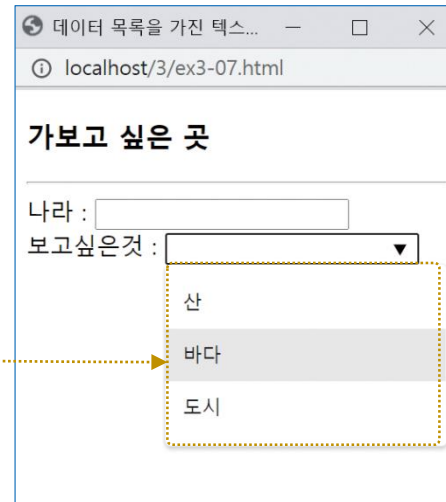 데이터 목록을 가진 텍스...
localhost/3/ex3-07.html
가보고 싶은 곳
나라 :
보고싶은것 :
산
바다
도시